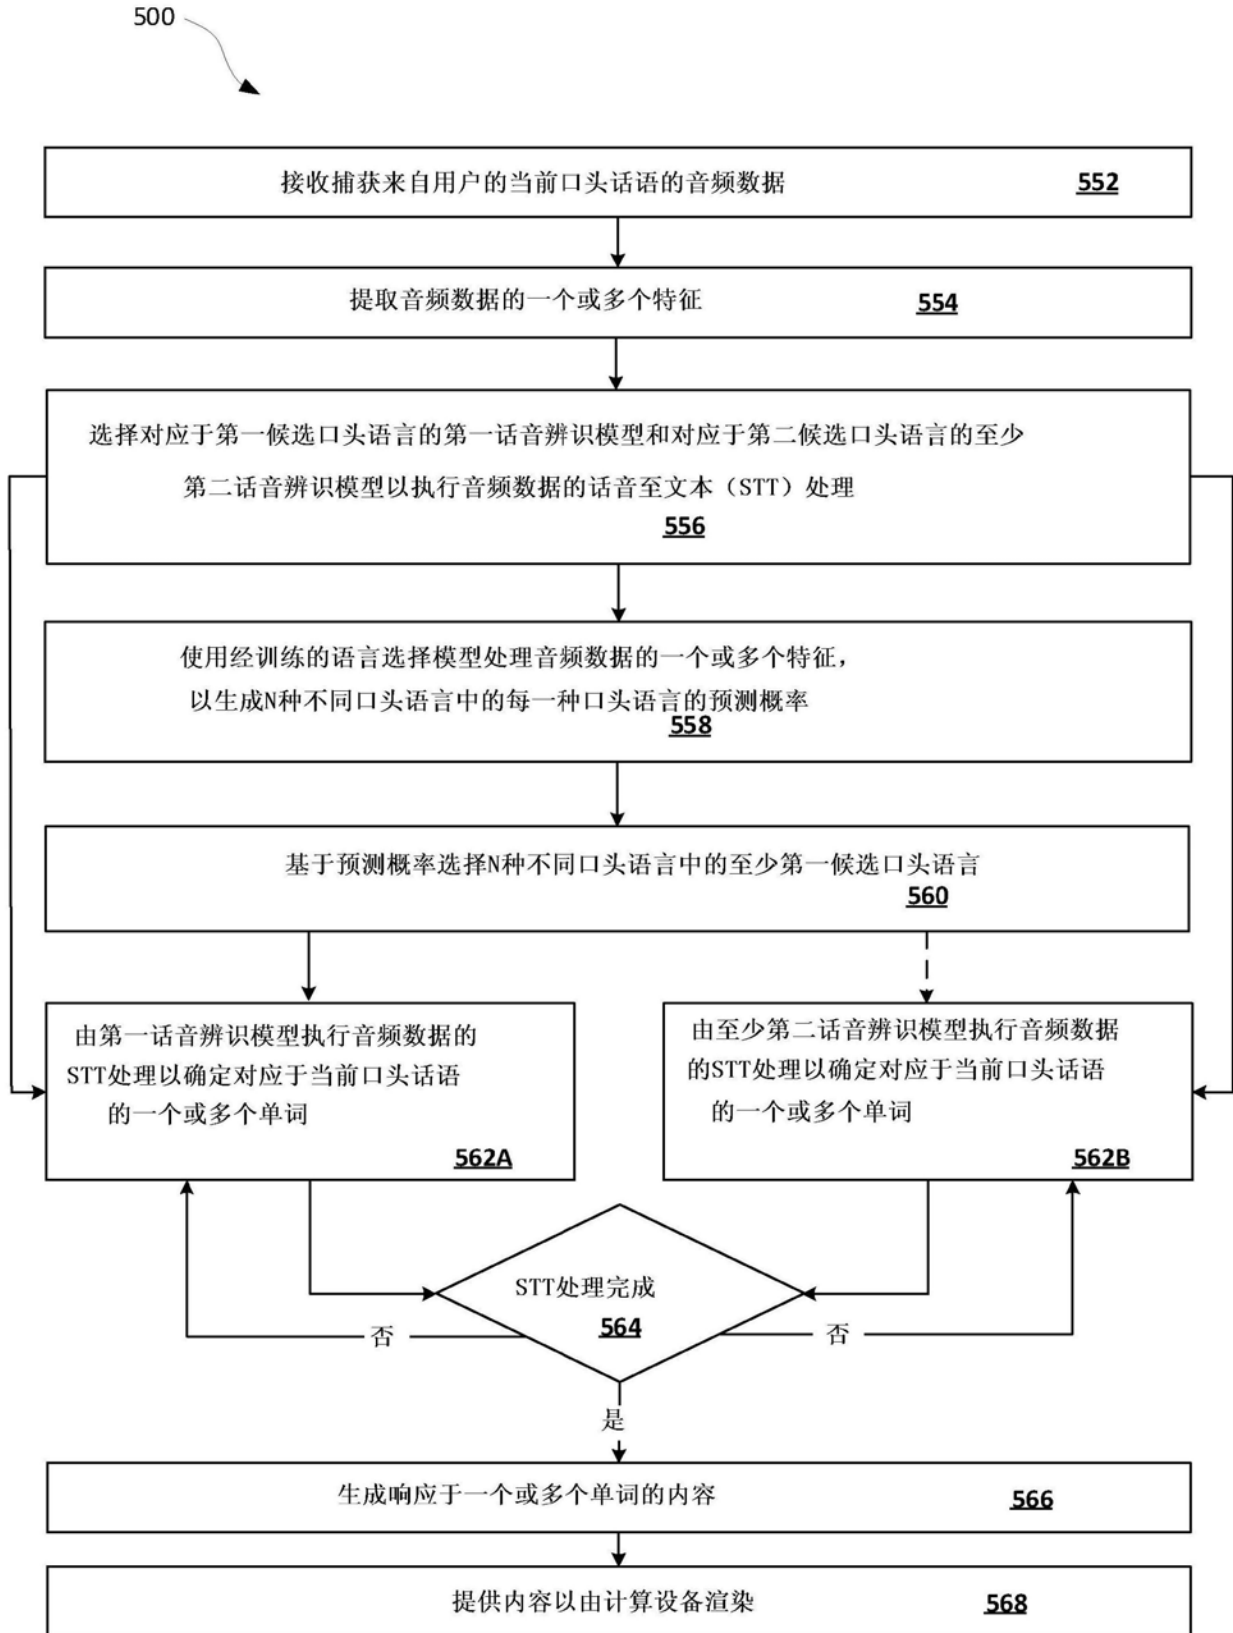 500
接收捕获来自用户的当前口头话语的音频数据 552
提取音频数据的一个或多个特征 554
选择对应于第一候选口头语言的第一话音辨识模型和对应于第二候选口头语言的至少
第二话音辨识模型以执行音频数据的话音至文本（STT）处理
556
使用经训练的语言选择模型处理音频数据的一个或多个特征，
以生成N种不同口头语言中的每一种口头语言的预测概率
558
基于预测概率选择N种不同口头语言中的至少第一候选口头语言
560
由第一话音辨识模型执行音频数据的
STT处理以确定对应于当前口头话语
的一个或多个单词
562A
由至少第二话音辨识模型执行音频数据
的STT处理以确定对应于当前口头话语
的一个或多个单词
562B
STT处理完成
564
否
否
是
生成响应于一个或多个单词的内容 566
提供内容以由计算设备渲染 568